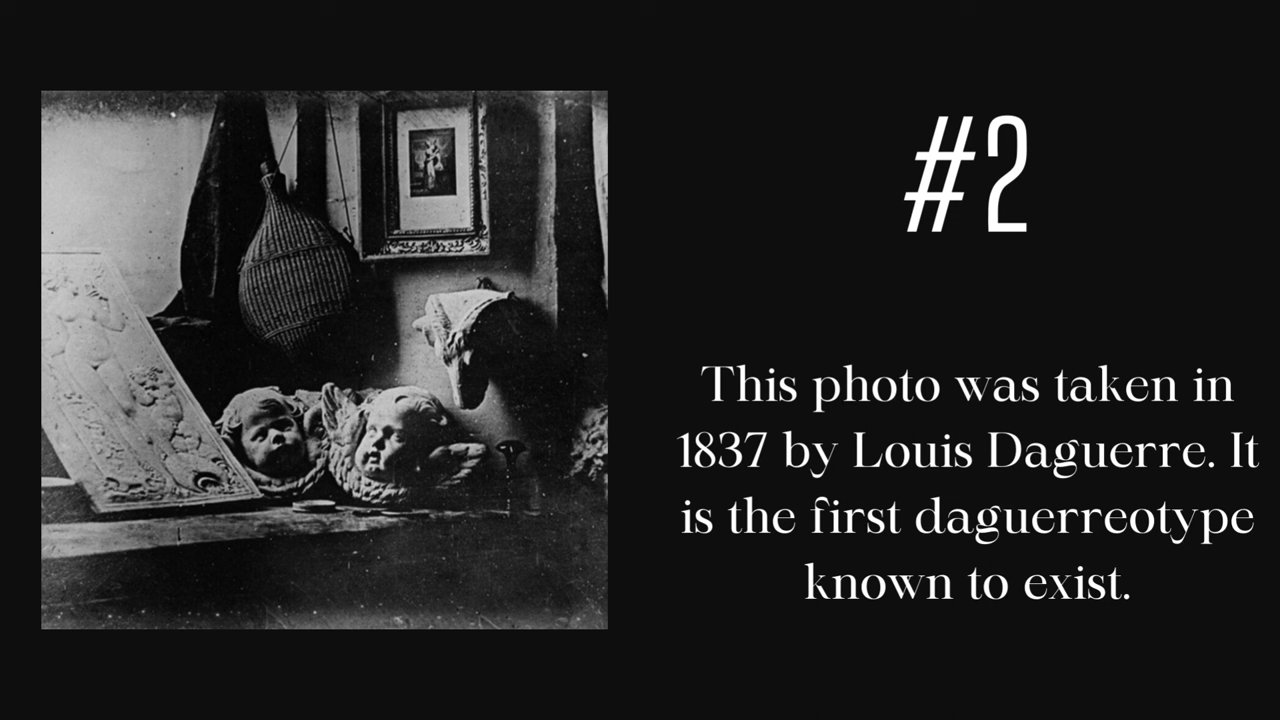 #2
This photo was taken in
1837 by Louis Daguerre. It
is the first daguerreotype
known to exist.